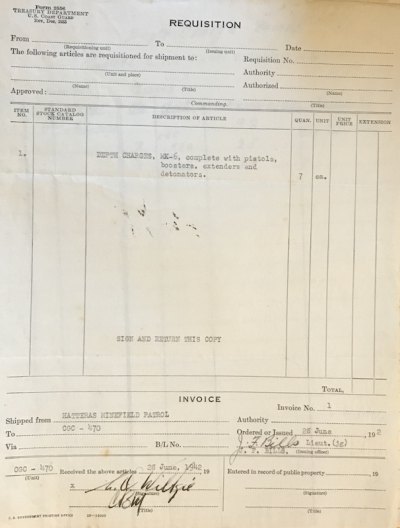 Form 2556
TREASURY DEPARTMENT
U. S. COAST GUARD
REQUISITION
From
To
Date
(Requisitioning unit)
(Issuing unit)
The following articles are requisitioned for shipment to:
Requisition No.
Authority
(Unit and place)
Authorized
(Name)
(Title)
(Name)
Approved:
Commanding.
(Title)
ITEM NO.
STANDARD STOCK CATALOG NUMBER
DESCRIPTION OF ARTICLE
QUAN.
UNIT
UNIT PRICE
EXTENSION
1.
DEPTH CHARGES, MK-6, complete with pistols,
boosters, extenders and
detonators.
7
ea.
SIGN AND RETURN THIS COPY
TOTAL,
INVOICE
Invoice No. 1
Shipped from HATTERAS MINEFIELD PATROL
Authority
To CGC - 470
Ordered or Issued 26 June, 1942
Via
B/L No.
Lieut.(jg)
(Issuing officer)
CGC - 470
(Unit)
Received the above articles 26 June, 1942 19
Entered in record of public property 19
x
(Signature)
(Signature)
(Title)
(Title)
U. S. GOVERNMENT PRINTING OFFICE